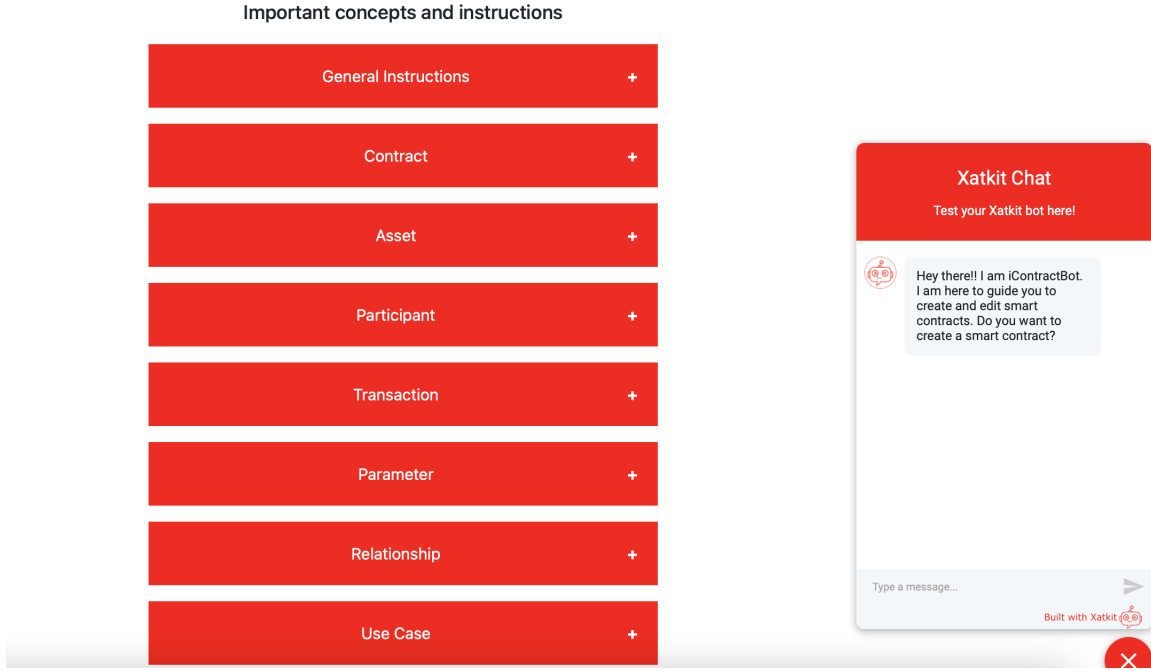 Important concepts and instructions
General Instructions +
Contract +
Asset +
Participant +
Transaction +
Parameter +
Relationship +
Use Case +
Xatkit Chat
Test your Xatkit bot here!
Hey there!! I am iContractBot.
I am here to guide you to
create and edit smart
contracts. Do you want to
create a smart contract?
Type a message...
Built with Xatkit